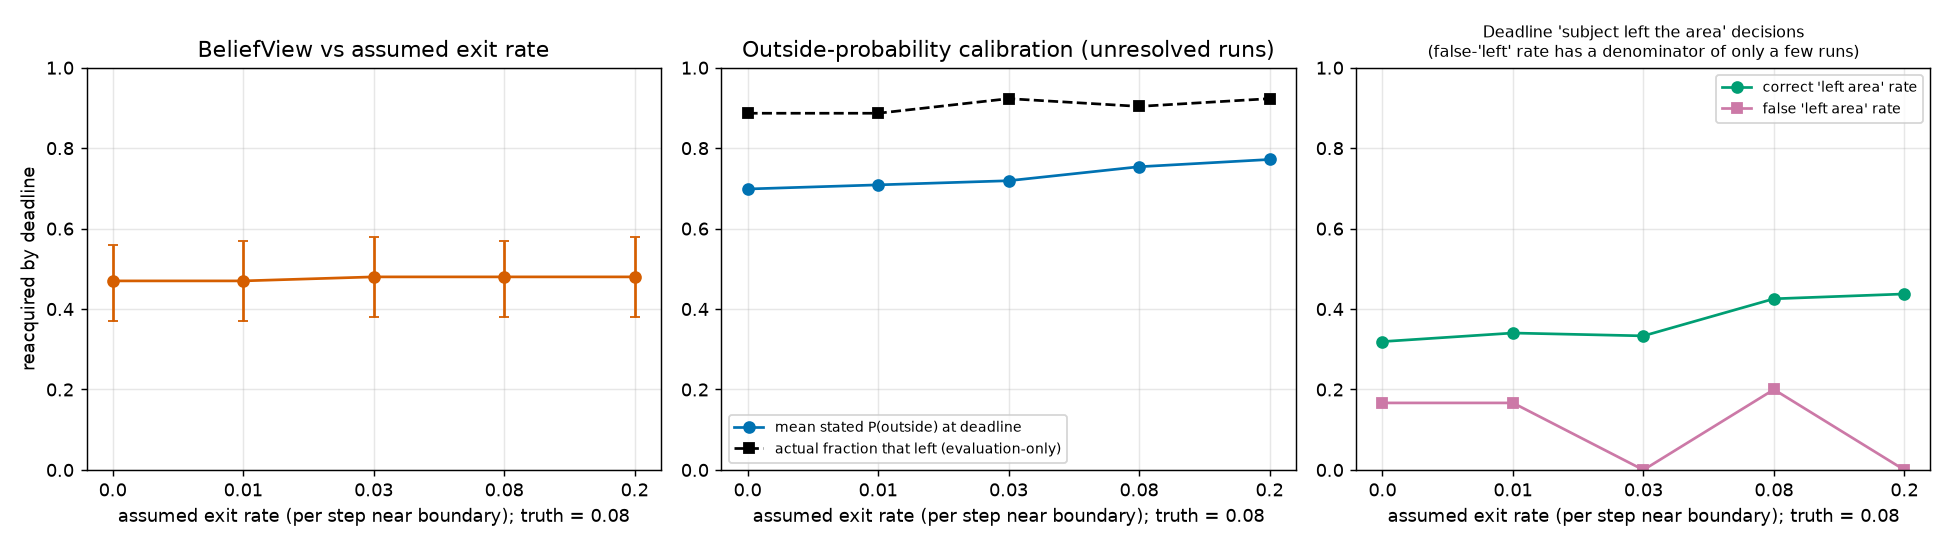 BeliefView vs assumed exit rate
reacquired by deadline
1.0
0.8
0.6
0.4
0.2
0.0
0.0 0.01 0.03 0.08 0.2
assumed exit rate (per step near boundary); truth = 0.08
Outside-probability calibration (unresolved runs)
1.0
0.8
0.6
0.4
0.2
0.0
mean stated P(outside) at deadline
actual fraction that left (evaluation-only)
0.0 0.01 0.03 0.08 0.2
assumed exit rate (per step near boundary); truth = 0.08
Deadline 'subject left the area' decisions
(false-'left' rate has a denominator of only a few runs)
1.0
0.8
0.6
0.4
0.2
0.0
correct 'left area' rate
false 'left area' rate
0.0 0.01 0.03 0.08 0.2
assumed exit rate (per step near boundary); truth = 0.08